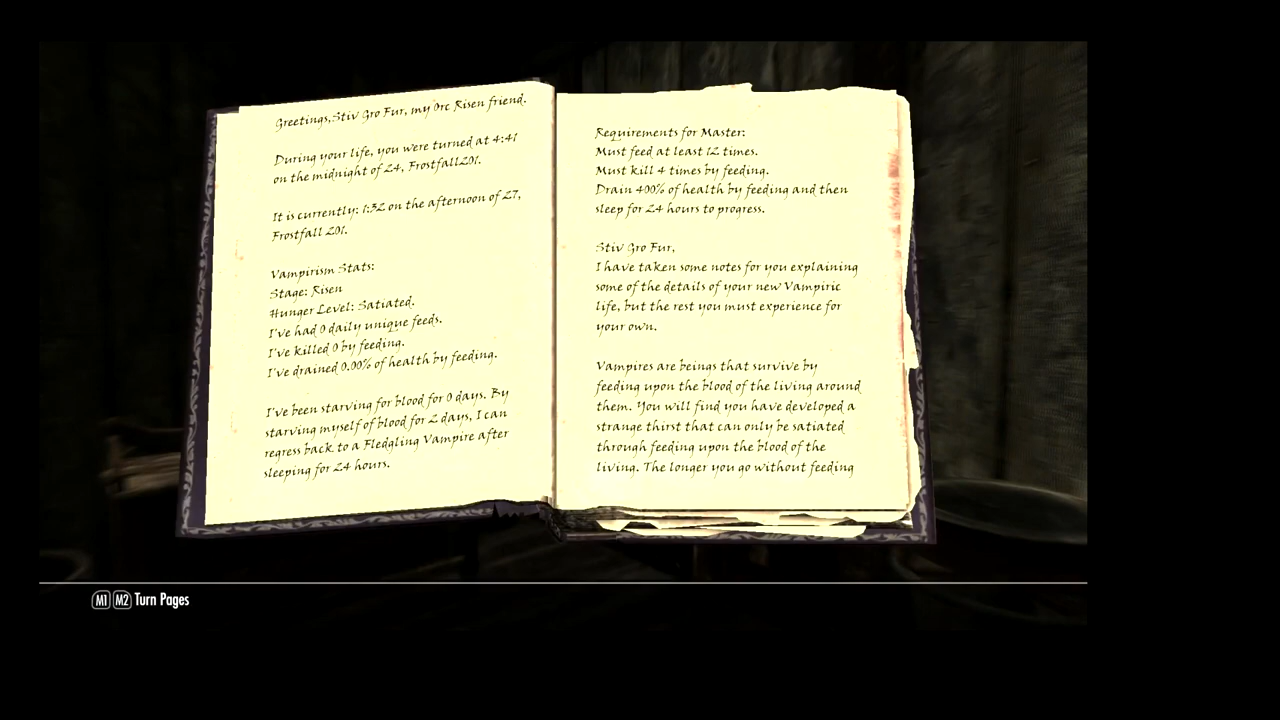 Greetings,Stiv Gro Fur, my Orc Risen friend.
During your life, you were turned at 4:41
on the midnight of 24, Frostfall201.
It is currently: 1:32 on the afternoon of 27,
Frostfall 201.
Vampirism Stats:
Stage: Risen
Hunger Level: Satiated.
I've had 0 daily unique feeds.
I've killed 0 by feeding.
I've drained 0.00% of health by feeding.
I've been starving for blood for 0 days. By
starving myself of blood for 2 days, I can
regress back to a Fledgling Vampire after
sleeping for 24 hours.
Requirements for Master:
Must feed at least 12 times.
Must kill 4 times by feeding.
Drain 400% of health by feeding and then
sleep for 24 hours to progress.
Stiv Gro Fur,
I have taken some notes for you explaining
some of the details of your new Vampiric
life, but the rest you must experience for
your own.
Vampires are beings that survive by
feeding upon the blood of the living around
them. You will find you have developed a
strange thirst that can only be satiated
through feeding upon the blood of the
living. The longer you go without feeding
M1 M2 Turn Pages